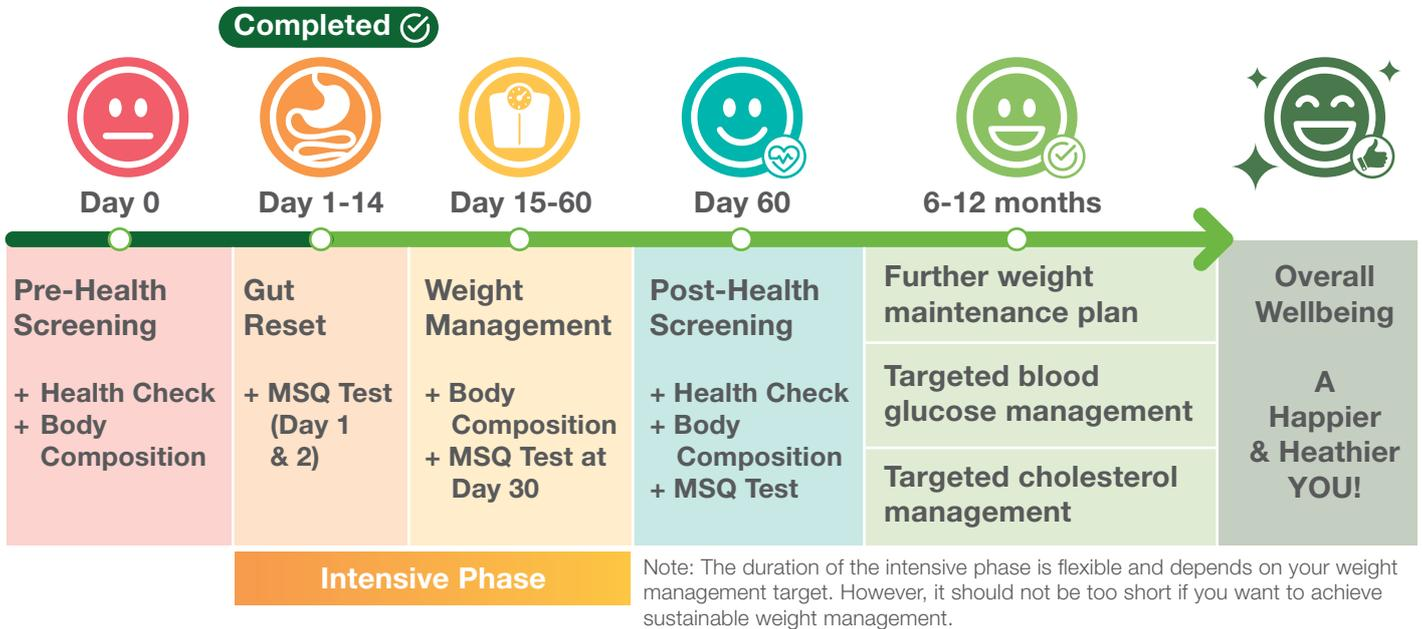 Completed
Day 0
Day 1-14
Day 15-60
Day 60
6-12 months
Pre-Health
Screening
+ Health Check
+ Body
Composition
Gut
Reset
+ MSQ Test
(Day 1
& 2)
Weight
Management
+ Body
Composition
+ MSQ Test at
Day 30
Post-Health
Screening
+ Health Check
+ Body
Composition
+ MSQ Test
Further weight
maintenance plan
Targeted blood
glucose management
Targeted cholesterol
management
Overall
Wellbeing
A
Happier
& Heathier
YOU!
Intensive Phase
Note: The duration of the intensive phase is flexible and depends on your weight
management target. However, it should not be too short if you want to achieve
sustainable weight management.